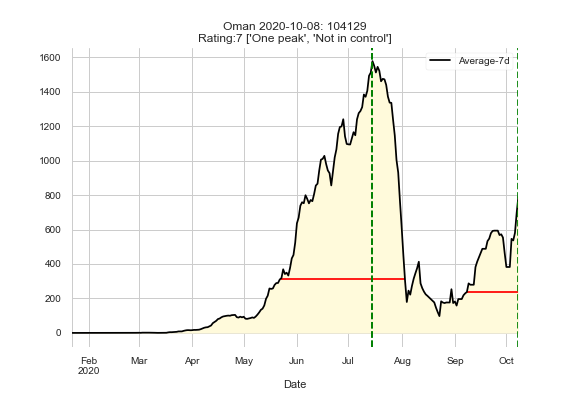 Oman 2020-10-08: 104129
Rating:7 ['One peak', 'Not in control']
Average-7d
1600
1400
1200
1000
800
600
400
200
0
Feb Mar Apr May Jun Jul Aug Sep Oct
2020
Date